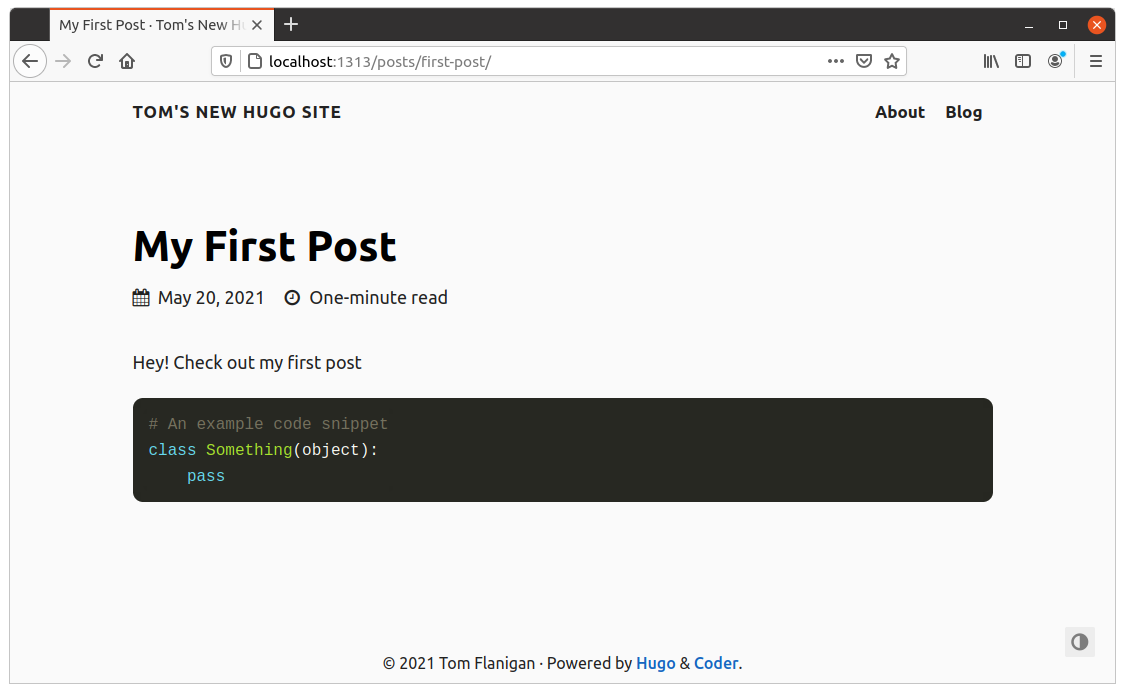 My First Post · Tom's New H
localhost:1313/posts/first-post/
TOM'S NEW HUGO SITE
About Blog
My First Post
May 20, 2021 One-minute read
Hey! Check out my first post
# An example code snippet
class Something(object):
    pass
© 2021 Tom Flanigan · Powered by Hugo & Coder.